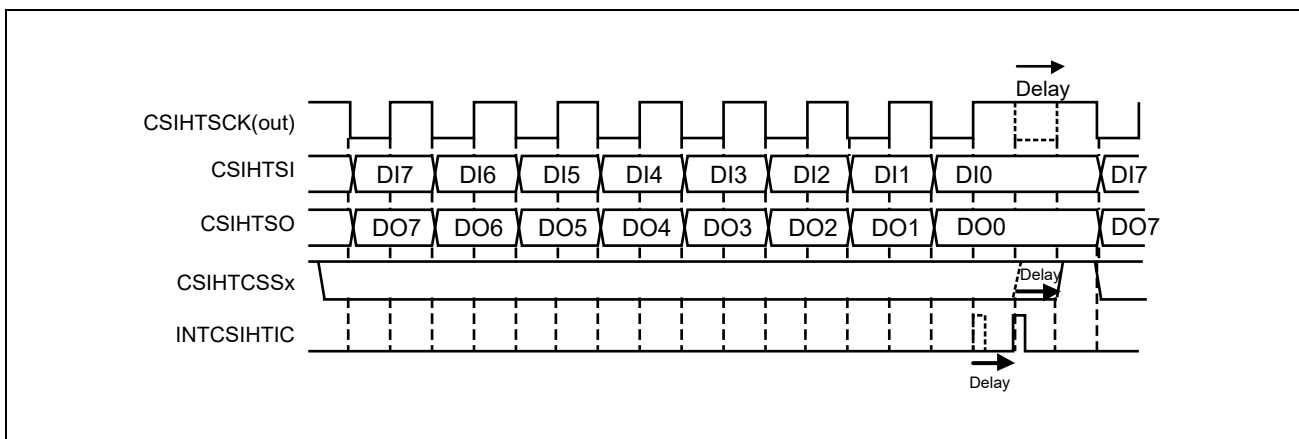 Delay
CSIHTSCK(out)
CSIHTSI DI7 DI6 DI5 DI4 DI3 DI2 DI1 DI0 DI7
CSIHTSO DO7 DO6 DO5 DO4 DO3 DO2 DO1 DO0 DO7
CSIHTCSSx Delay
INTCSIHTIC
Delay